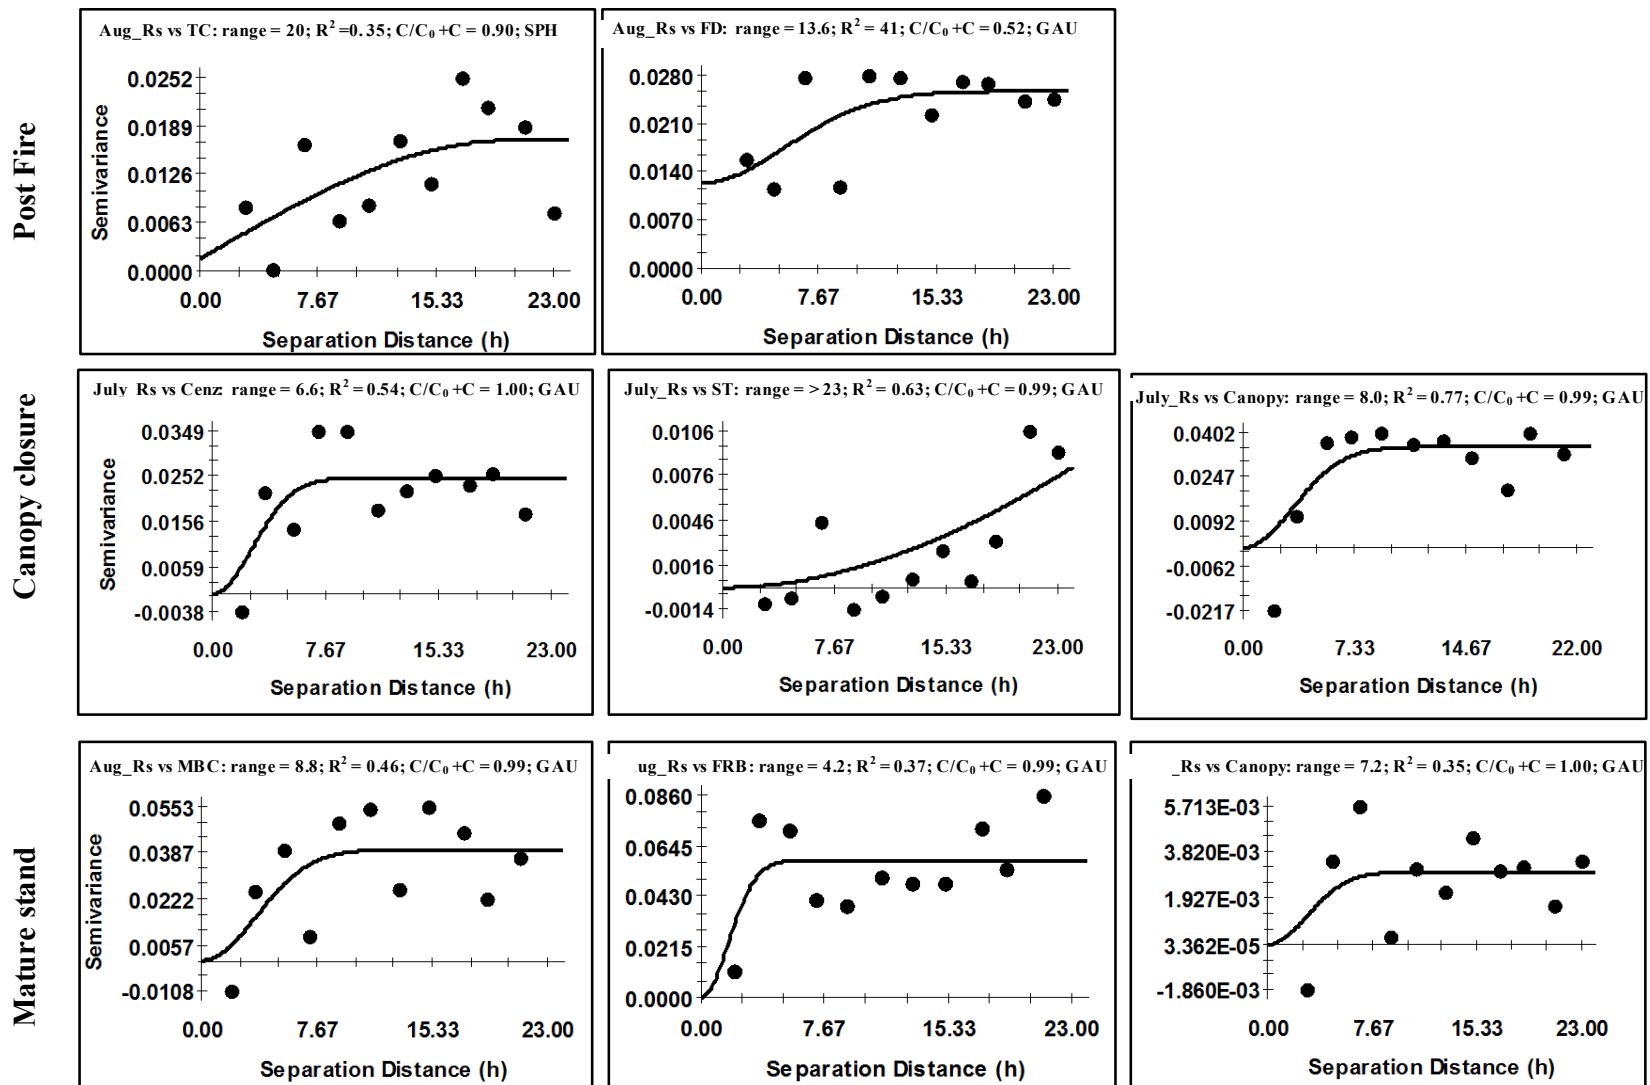 Post Fire
Aug_Rs vs TC: range = 20; R² =0.35; C/C₀ +C = 0.90; SPH
Semivariance
0.0252
0.0189
0.0126
0.0063
0.0000
0.00 7.67 15.33 23.00
Separation Distance (h)
Aug_Rs vs FD: range = 13.6; R² = 41; C/C₀ +C = 0.52; GAU
0.0280
0.0210
0.0140
0.0070
0.0000
0.00 7.67 15.33 23.00
Separation Distance (h)
Canopy closure
July_Rs vs Cenz: range = 6.6; R² = 0.54; C/C₀ +C = 1.00; GAU
Semivariance
0.0349
0.0252
0.0156
0.0059
-0.0038
0.00 7.67 15.33 23.00
Separation Distance (h)
July_Rs vs ST: range = > 23; R² = 0.63; C/C₀ +C = 0.99; GAU
0.0106
0.0076
0.0046
0.0016
-0.0014
0.00 7.67 15.33 23.00
Separation Distance (h)
July_Rs vs Canopy: range = 8.0; R² = 0.77; C/C₀ +C = 0.99; GAU
0.0402
0.0247
0.0092
-0.0062
-0.0217
0.00 7.33 14.67 22.00
Separation Distance (h)
Mature stand
Aug_Rs vs MBC: range = 8.8; R² = 0.46; C/C₀ +C = 0.99; GAU
Semivariance
0.0553
0.0387
0.0222
0.0057
-0.0108
0.00 7.67 15.33 23.00
Separation Distance (h)
ug_Rs vs FRB: range = 4.2; R² = 0.37; C/C₀ +C = 0.99; GAU
0.0860
0.0645
0.0430
0.0215
0.0000
0.00 7.67 15.33 23.00
Separation Distance (h)
_Rs vs Canopy: range = 7.2; R² = 0.35; C/C₀ +C = 1.00; GAU
5.713E-03
3.820E-03
1.927E-03
3.362E-05
-1.860E-03
0.00 7.67 15.33 23.00
Separation Distance (h)